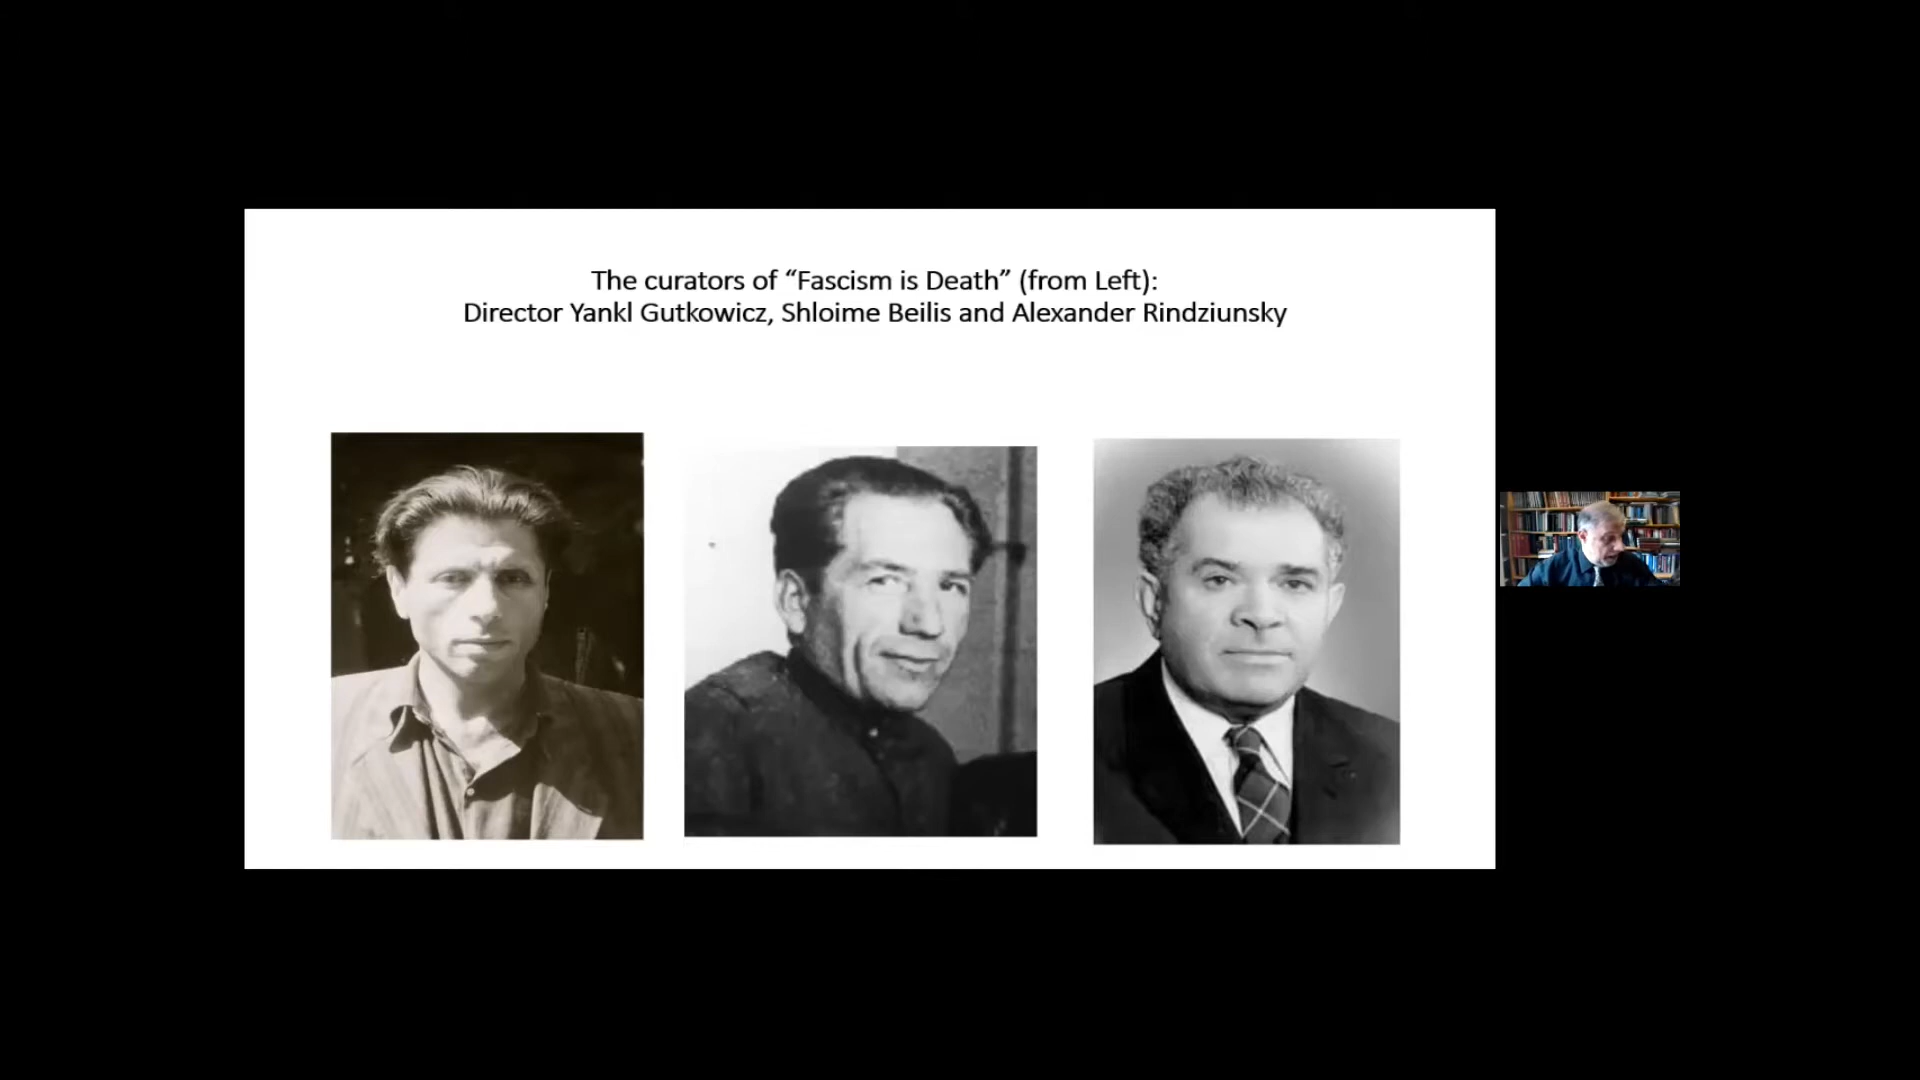 The curators of “Fascism is Death” (from Left):
Director Yankl Gutkowicz, Shloime Beilis and Alexander Rindziunsky